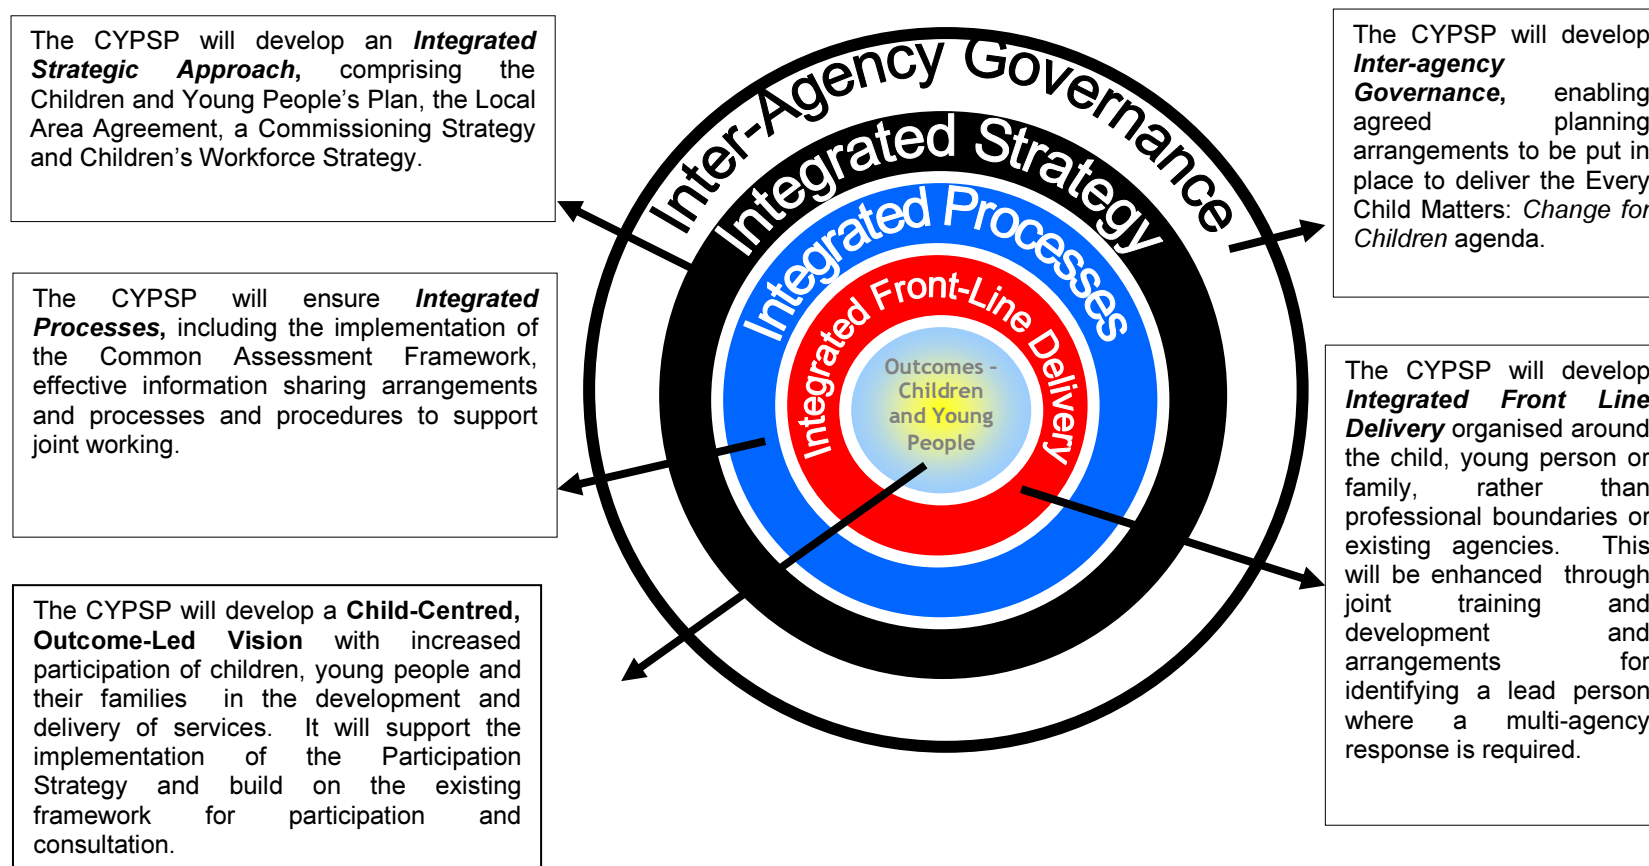 The CYPSP will develop an Integrated
Strategic Approach, comprising the
Children and Young People's Plan, the Local
Area Agreement, a Commissioning Strategy
and Children's Workforce Strategy.
The CYPSP will ensure Integrated
Processes, including the implementation of
the Common Assessment Framework,
effective information sharing arrangements
and processes and procedures to support
joint working.
The CYPSP will develop a Child-Centred,
Outcome-Led Vision with increased
participation of children, young people and
their families in the development and
delivery of services. It will support the
implementation of the Participation
Strategy and build on the existing
framework for participation and
consultation.
Inter-Agency Governance
Integrated Strategy
Integrated Processes
Integrated Front-Line Delivery
Outcomes -
Children
and Young
People
The CYPSP will develop
Inter-agency
Governance, enabling
agreed planning
arrangements to be put in
place to deliver the Every
Child Matters: Change for
Children agenda.
The CYPSP will develop
Integrated Front Line
Delivery organised around
the child, young person or
family, rather than
professional boundaries or
existing agencies. This
will be enhanced through
joint training and
development and
arrangements for
identifying a lead person
where a multi-agency
response is required.